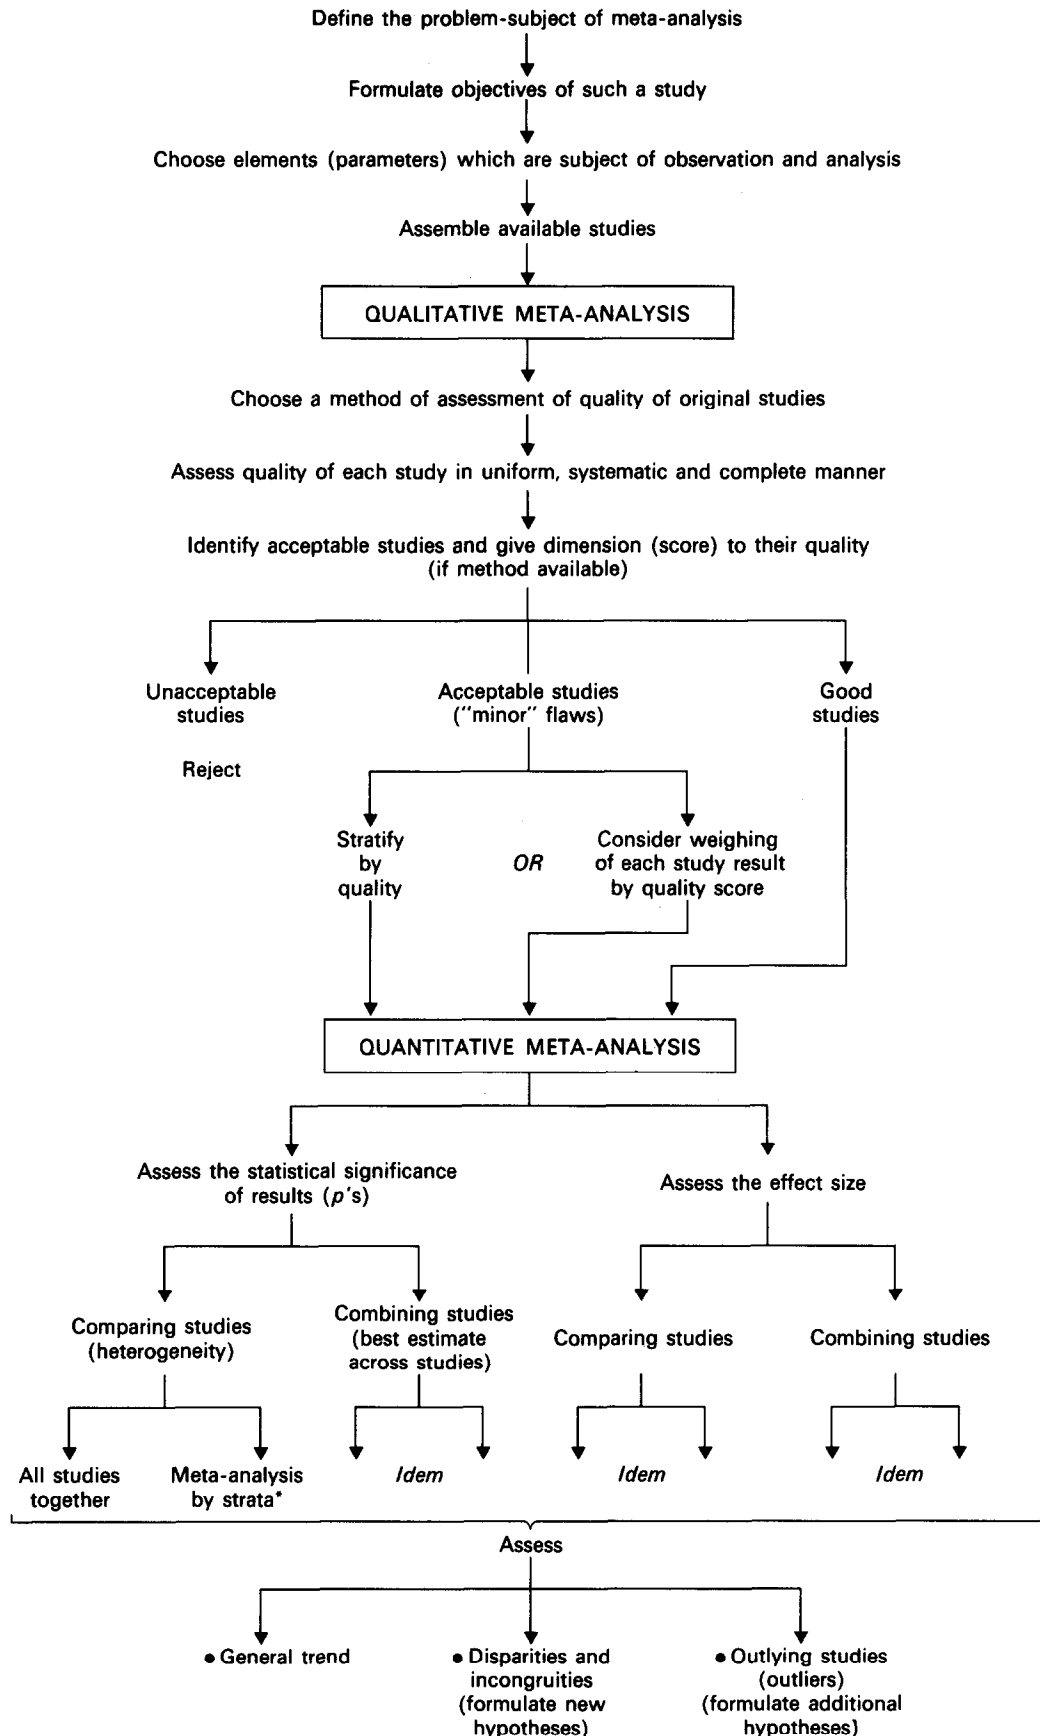 Define the problem-subject of meta-analysis
Formulate objectives of such a study
Choose elements (parameters) which are subject of observation and analysis
Assemble available studies
QUALITATIVE META-ANALYSIS
Choose a method of assessment of quality of original studies
Assess quality of each study in uniform, systematic and complete manner
Identify acceptable studies and give dimension (score) to their quality
(if method available)
Unacceptable
studies
Reject
Acceptable studies
("minor" flaws)
Good
studies
Stratify
by
quality
OR
Consider weighing
of each study result
by quality score
QUANTITATIVE META-ANALYSIS
Assess the statistical significance
of results (p's)
Assess the effect size
Comparing studies
(heterogeneity)
Combining studies
(best estimate
across studies)
Comparing studies
Combining studies
All studies
together
Meta-analysis
by strata*
Idem
Idem
Idem
Assess
• General trend
• Disparities and
incongruities
(formulate new
hypotheses)
• Outlying studies
(outliers)
(formulate additional
hypotheses)